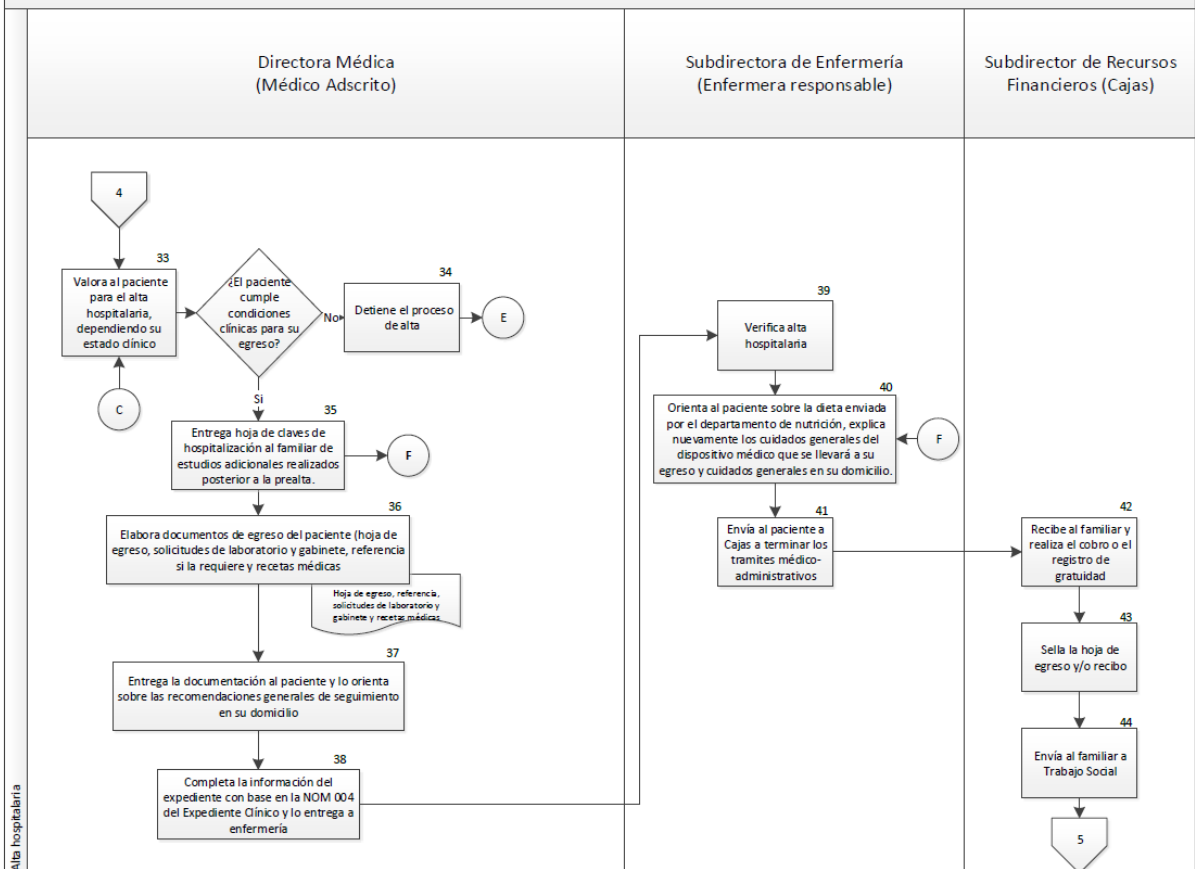 Directora Médica
(Médico Adscrito)
Subdirectora de Enfermería
(Enfermera responsable)
Subdirector de Recursos
Financieros (Cajas)
Alta hospitalaria
4
33
Valora al paciente
para el alta
hospitalaria,
dependiendo su
estado clínico
C
¿El paciente
cumple
condiciones
clínicas para su
egreso?
No
34
Detiene el proceso
de alta
E
Si
35
Entrega hoja de claves de
hospitalización al familiar de
estudios adicionales realizados
posterior a la prealta.
F
36
Elabora documentos de egreso del paciente (hoja de
egreso, solicitudes de laboratorio y gabinete, referencia
si la requiere y recetas médicas
Hoja de egreso, referencia,
solicitudes de laboratorio y
gabinete y recetas médicas
37
Entrega la documentación al paciente y lo orienta
sobre las recomendaciones generales de seguimiento
en su domicilio
38
Completa la información del
expediente con base en la NOM 004
del Expediente Clínico y lo entrega a
enfermería
39
Verifica alta
hospitalaria
40
Orienta al paciente sobre la dieta enviada
por el departamento de nutrición, explica
nuevamente los cuidados generales del
dispositivo médico que se llevará a su
egreso y cuidados generales en su domicilio.
F
41
Envía al paciente a
Cajas a terminar los
tramites médico-
administrativos
42
Recibe al familiar y
realiza el cobro o el
registro de
gratuidad
43
Sella la hoja de
egreso y/o recibo
44
Envía al familiar a
Trabajo Social
5